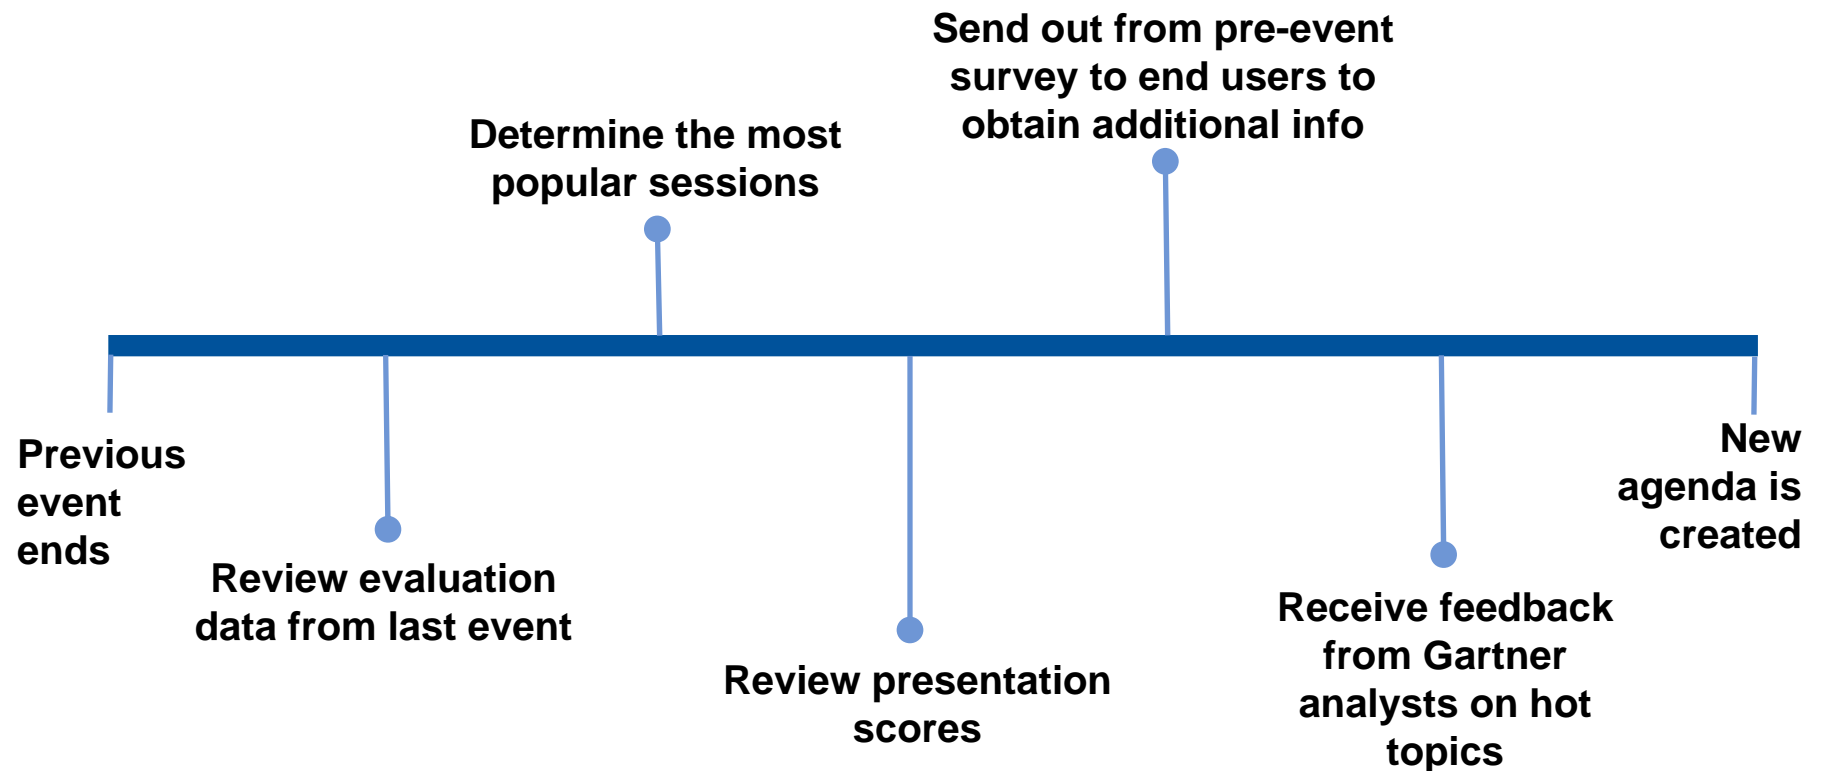 Send out from pre-event
survey to end users to
obtain additional info
Determine the most
popular sessions
Previous
event
ends
Review evaluation
data from last event
Review presentation
scores
Receive feedback
from Gartner
analysts on hot
topics
New
agenda is
created